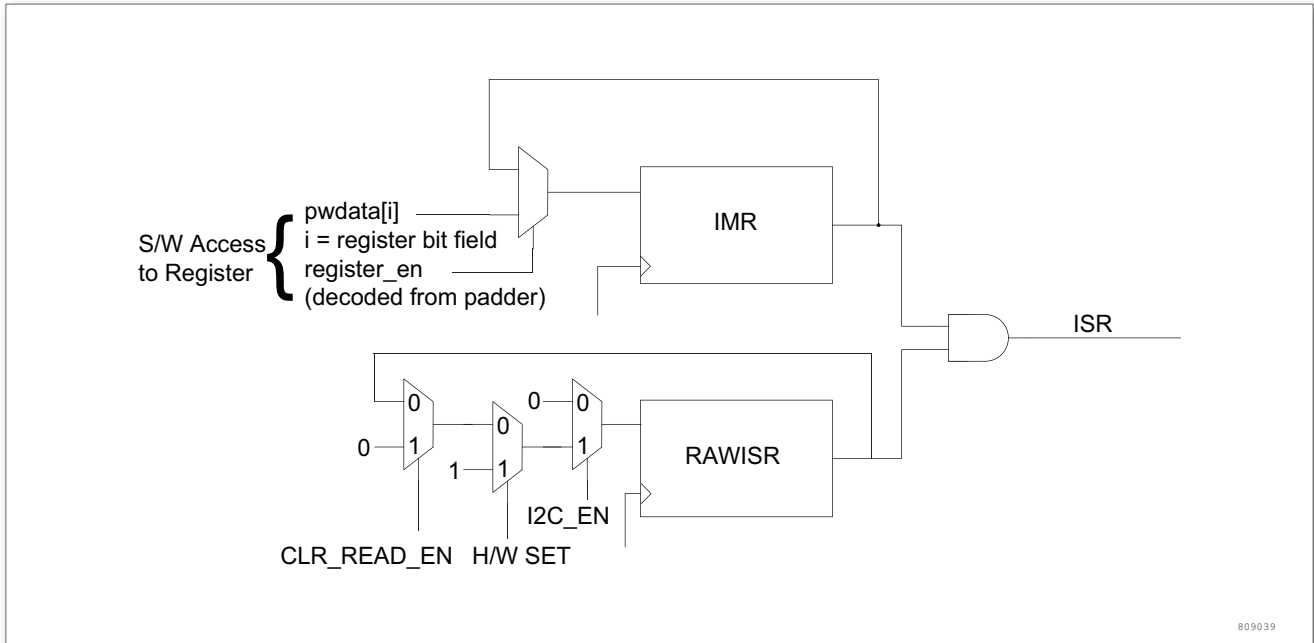 pwdata[i]
S/W Access
i = register bit field
to Register
register_en
(decoded from padder)
IMR
ISR
0
0
0
0
0
1
1
1
1
RAWISR
I2C_EN
CLR_READ_EN
H/W SET
809039